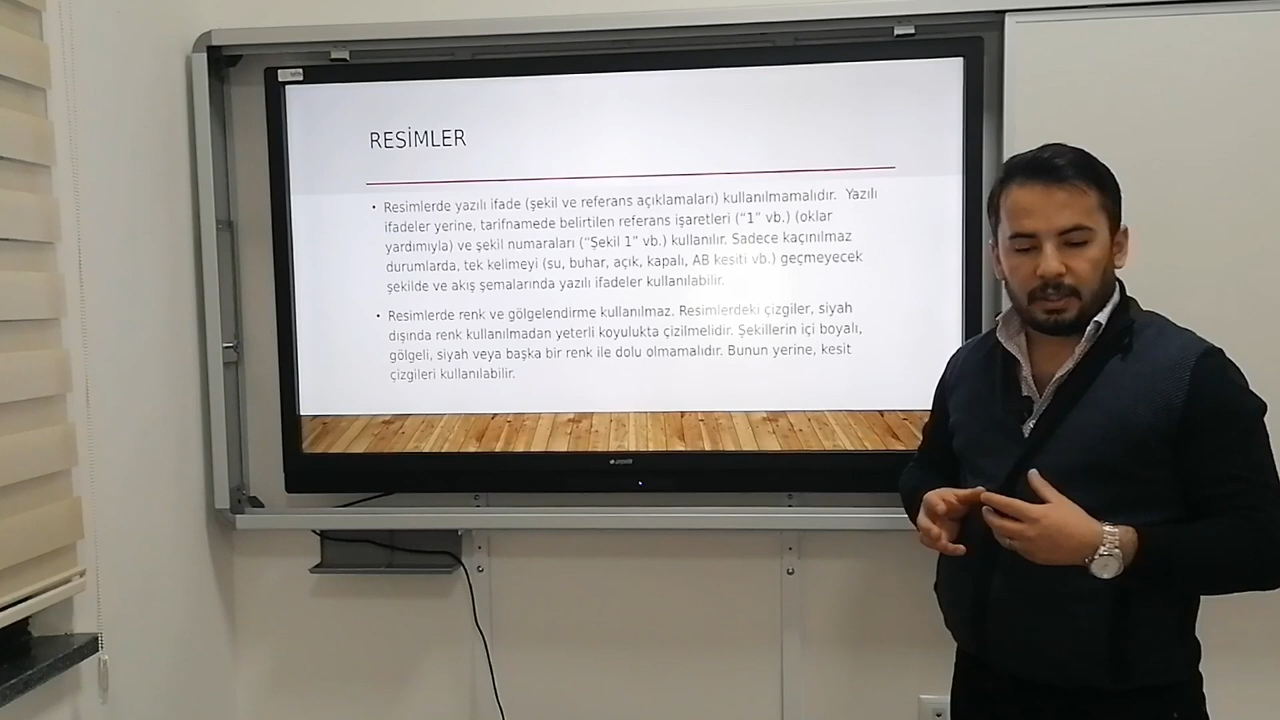 RESİMLER
• Resimlerde yazılı ifade (şekil ve referans açıklamaları) kullanılmamalıdır. Yazılı
ifadeler yerine, tarifnamede belirtilen referans işaretleri (“1” vb.) (oklar
yardımıyla) ve şekil numaraları (“Şekil 1” vb.) kullanılır. Sadece kaçınılmaz
durumlarda, tek kelimeyi (su, buhar, açık, kapalı, AB kesiti vb.) geçmeyecek
şekilde ve akış şemalarında yazılı ifadeler kullanılabilir.
• Resimlerde renk ve gölgelendirme kullanılmaz. Resimlerdeki çizgiler, siyah
dışında renk kullanılmadan yeterli koyulukta çizilmelidir. Şekillerin içi boyalı,
gölgeli, siyah veya başka bir renk ile dolu olmamalıdır. Bunun yerine, kesit
çizgileri kullanılabilir.